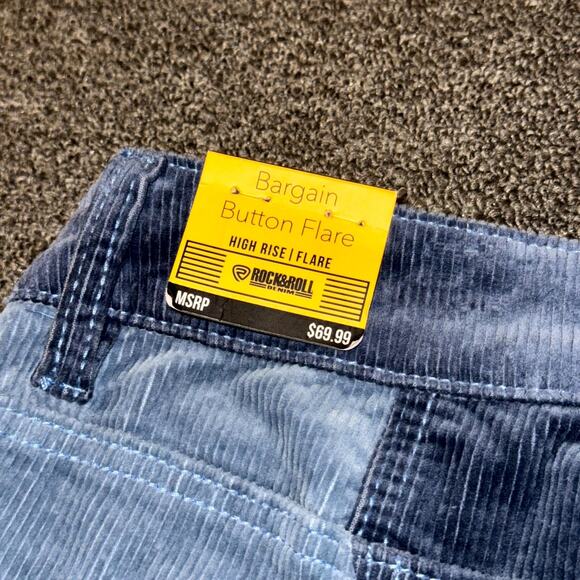 Bargain
Button Flare
HIGH RISE | FLARE
ROCK&ROLL
DENIM
MSRP
$69.99